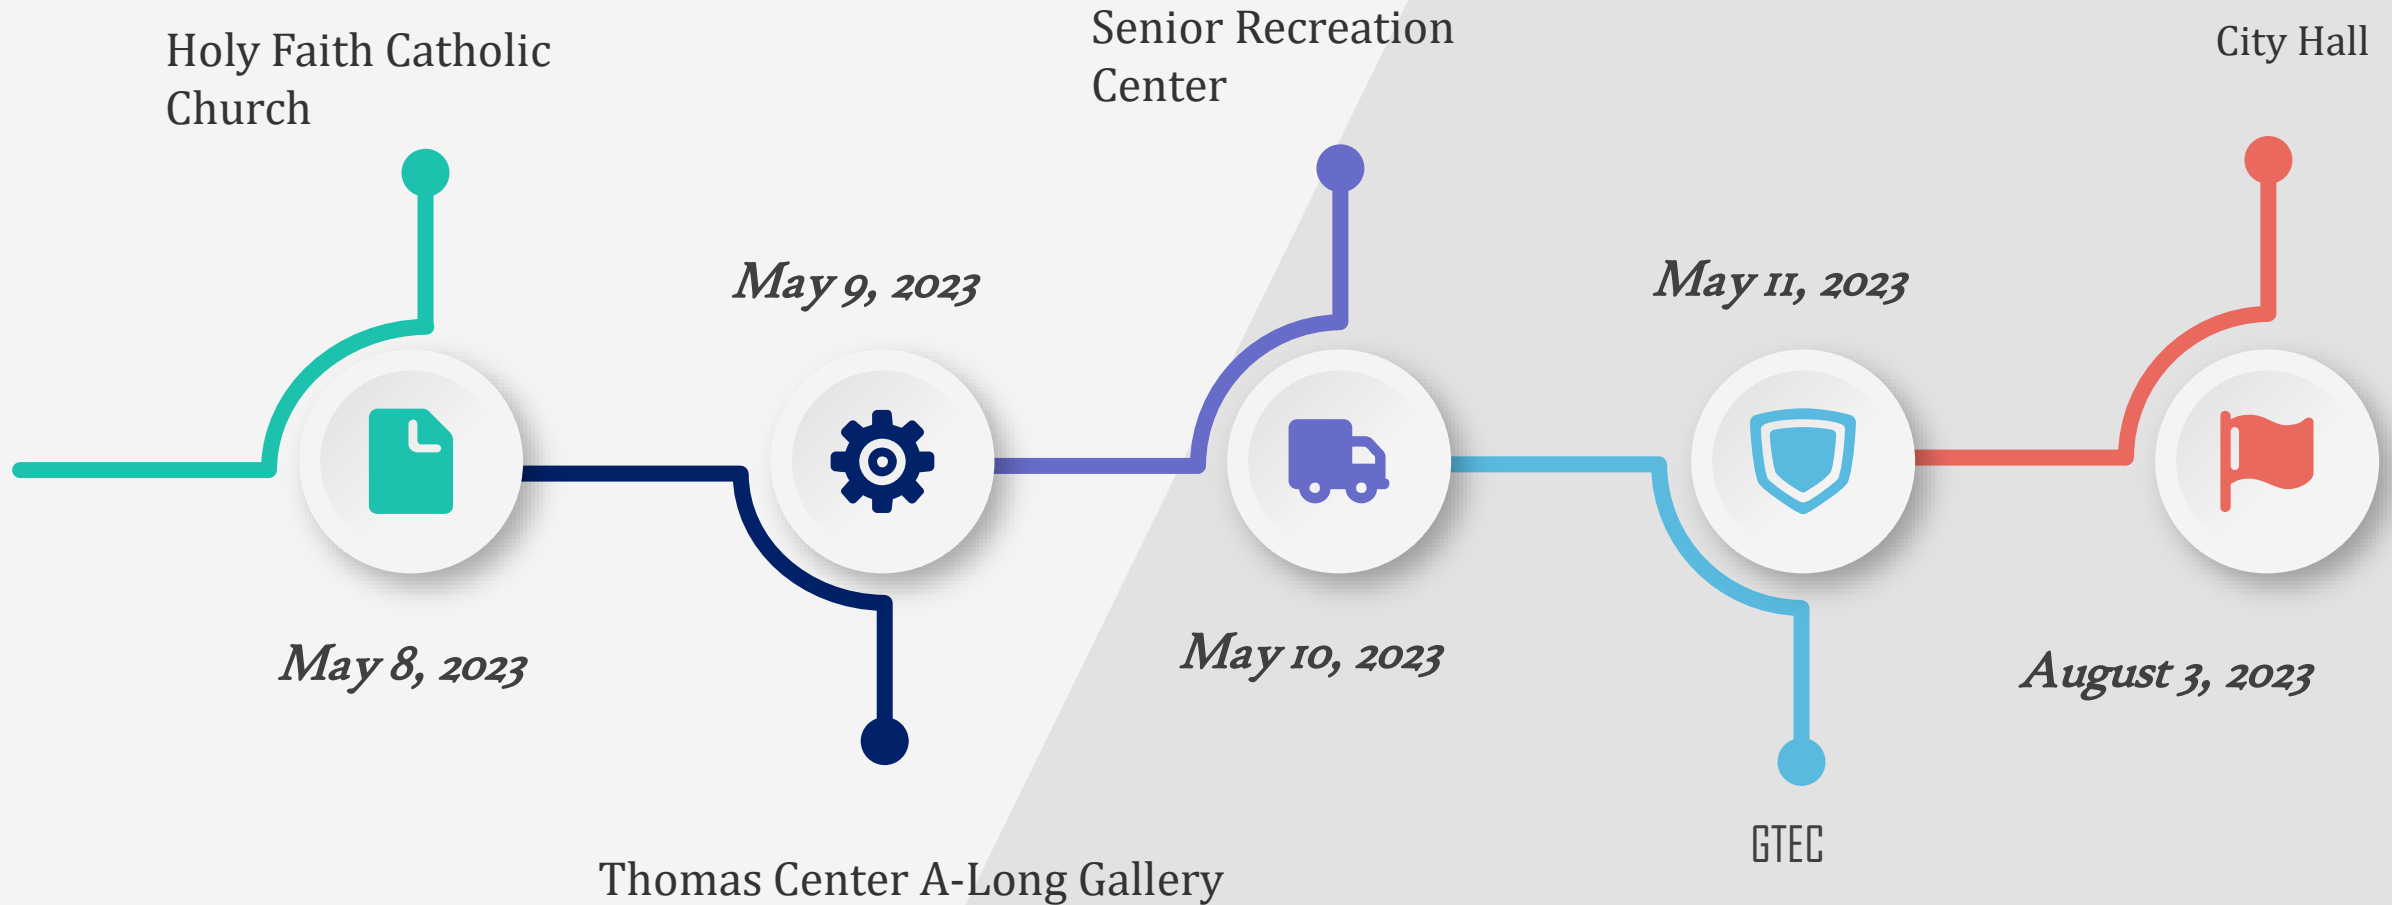 Holy Faith Catholic
Church
May 8, 2023
May 9, 2023
Thomas Center A-Long Gallery
Senior Recreation
Center
May 10, 2023
May 11, 2023
GTEC
City Hall
August 3, 2023